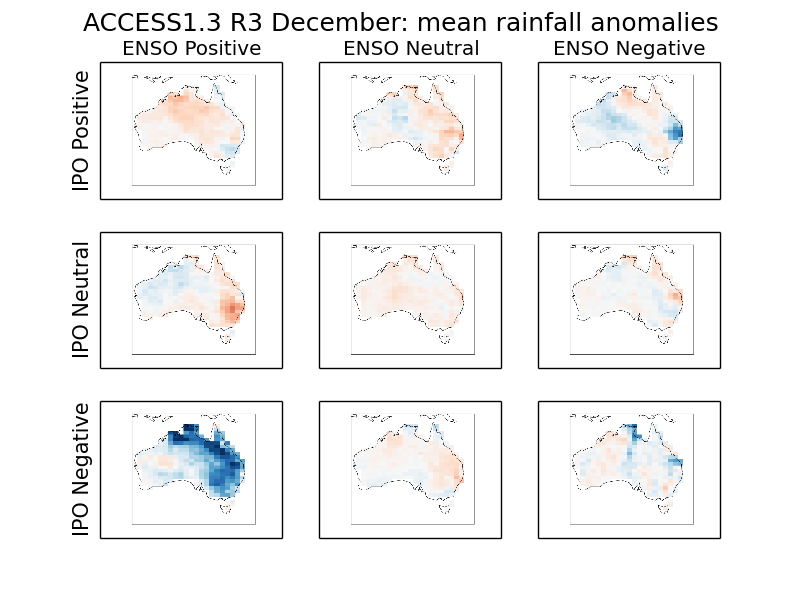 ACCESS1.3 R3 December: mean rainfall anomalies
ENSO Positive
ENSO Neutral
ENSO Negative
IPO Positive
IPO Neutral
IPO Negative